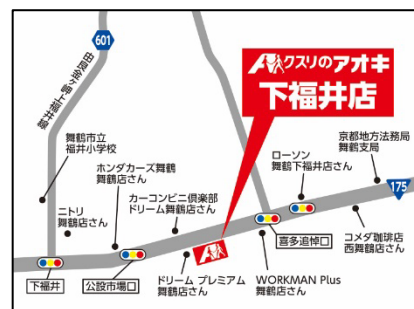 601
由良金ヶ岬上福井線
クスリのアオキ
下福井店
舞鶴市立
福井小学校
ホンダカーズ舞鶴
舞鶴店さん
カーコンビニ倶楽部
ドリーム舞鶴店さん
ローソン
舞鶴下福井店さん
京都地方法務局
舞鶴支局
175
ニトリ
舞鶴店さん
下福井
公設市場口
ドリーム プレミアム
舞鶴店さん
喜多追悼口
WORKMAN Plus
舞鶴店さん
コメダ珈琲店
西舞鶴店さん